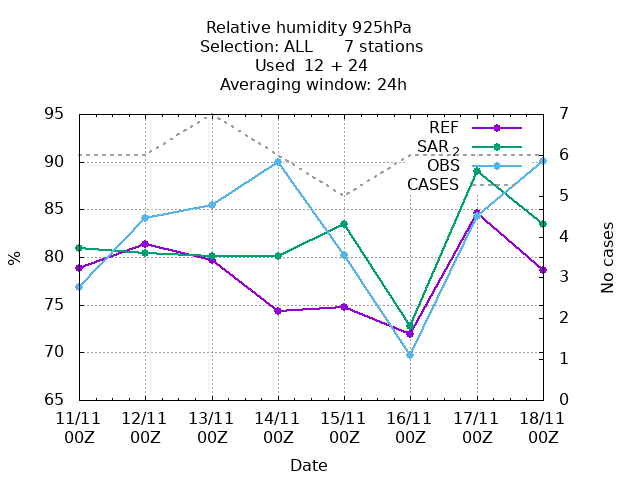 Relative humidity 925hPa
Selection: ALL      7 stations
Used  12 + 24
Averaging window: 24h
95
90
85
80
75
70
65
7
6
5
4
3
2
1
0
%
No cases
REF
SAR 2
OBS
CASES
11/11 12/11 13/11 14/11 15/11 16/11 17/11 18/11
00Z 00Z 00Z 00Z 00Z 00Z 00Z 00Z
Date